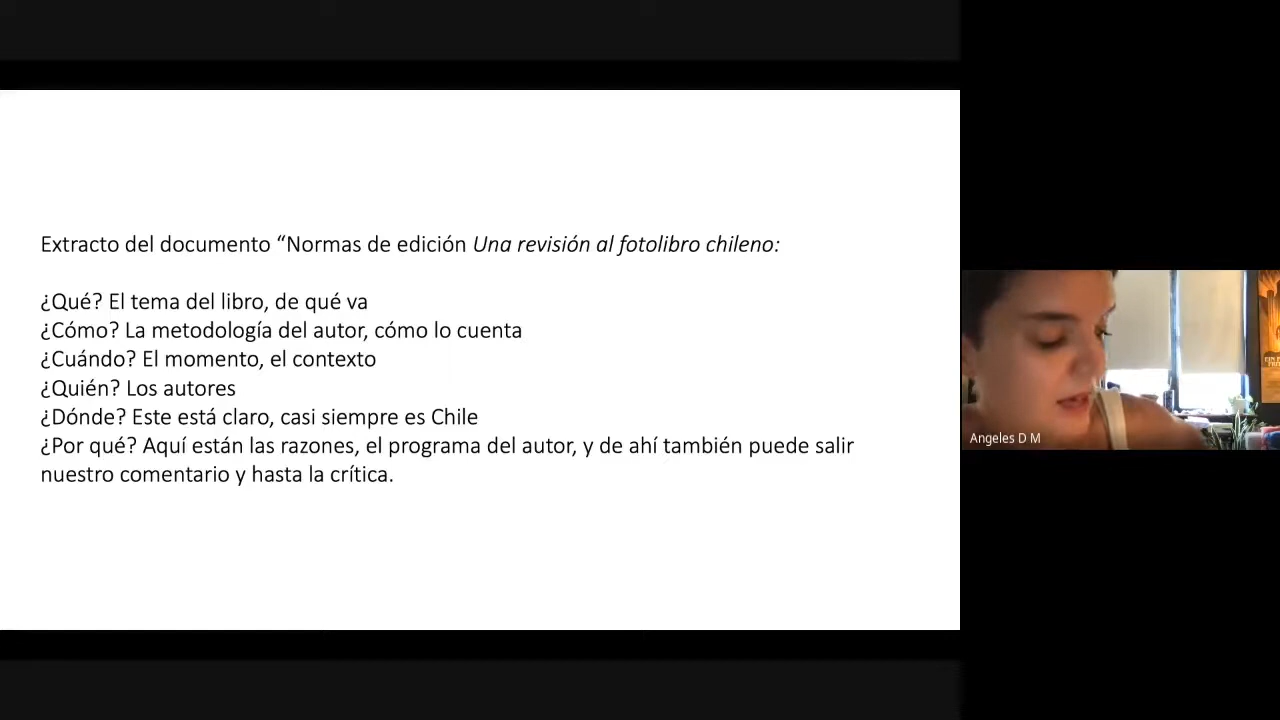 Extracto del documento “Normas de edición Una revisión al fotolibro chileno:
¿Qué? El tema del libro, de qué va
¿Cómo? La metodología del autor, cómo lo cuenta
¿Cuándo? El momento, el contexto
¿Quién? Los autores
¿Dónde? Este está claro, casi siempre es Chile
¿Por qué? Aquí están las razones, el programa del autor, y de ahí también puede salir
nuestro comentario y hasta la crítica.
Angeles D M